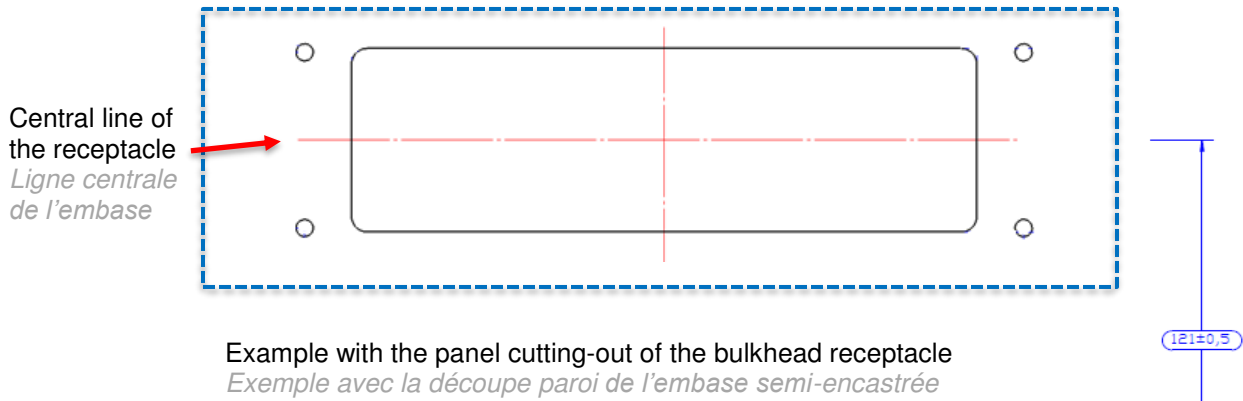 Central line of
the receptacle
Ligne centrale
de l'embase
121±0,5
Example with the panel cutting-out of the bulkhead receptacle
Exemple avec la découpe paroi de l'embase semi-encastrée